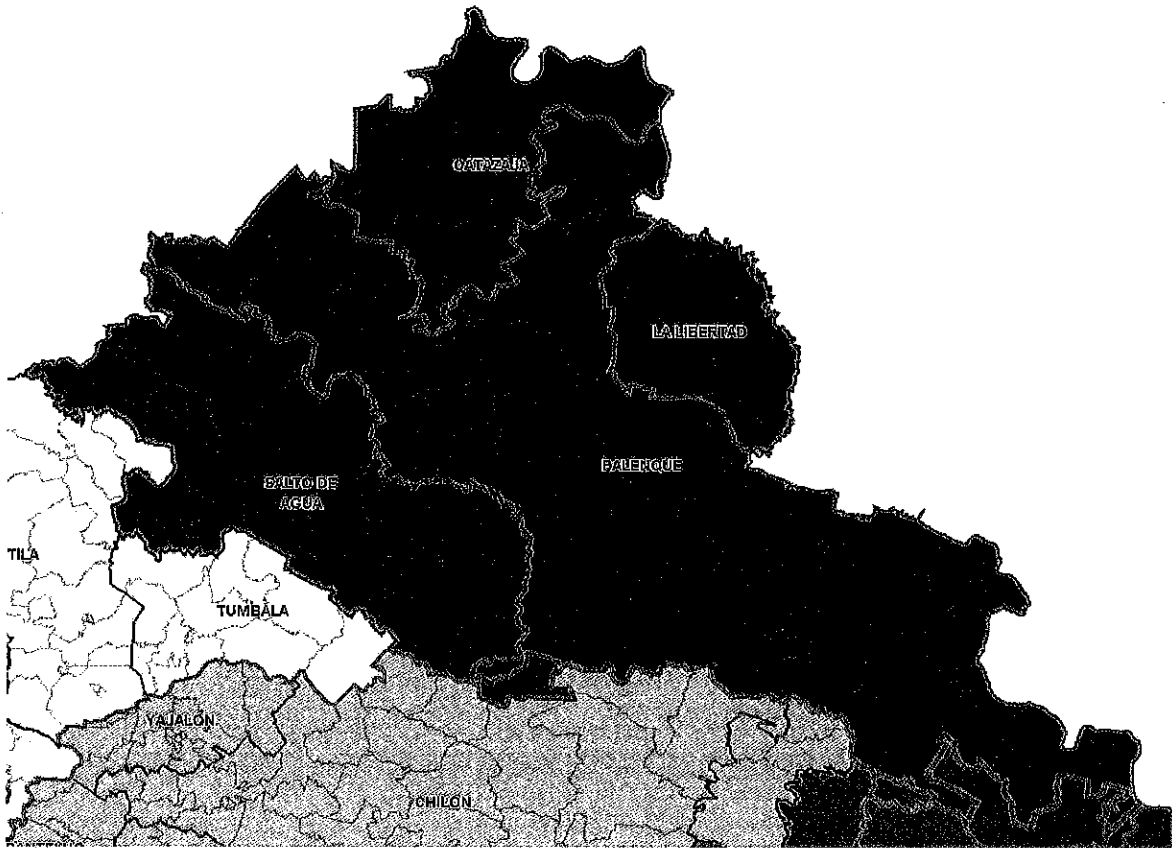 CATAZAJA
LA LIBERTAD
PALENQUE
SALTO DE
AGUA
TILA
TUMBALA
YAJALON
CHILON